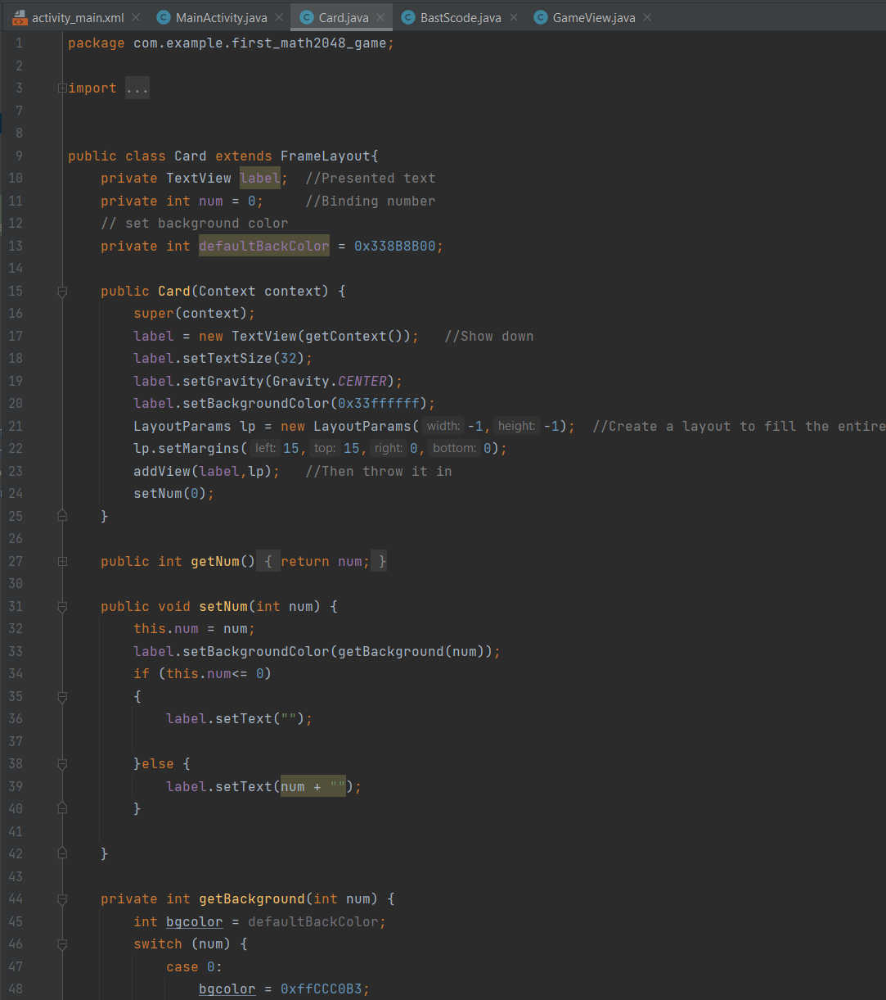 activity_main.xml MainActivity.java Card.java BastScode.java GameView.java
1 package com.example.first_math2048_game;
2
3 import ...
7
8
9 public class Card extends FrameLayout{
10 private TextView label; //Presented text
11 private int num = 0; //Binding number
12 // set background color
13 private int defaultBackColor = 0x338B8B00;
14
15 public Card(Context context) {
16 super(context);
17 label = new TextView(getContext()); //Show down
18 label.setTextSize(32);
19 label.setGravity(Gravity.CENTER);
20 label.setBackgroundColor(0x33ffffff);
21 LayoutParams lp = new LayoutParams( width: -1, height: -1); //Create a layout to fill the entire
22 lp.setMargins( left: 15, top: 15, right: 0, bottom: 0);
23 addView(label,lp); //Then throw it in
24 setNum(0);
25 }
26
27 public int getNum() { return num; }
30
31 public void setNum(int num) {
32 this.num = num;
33 label.setBackgroundColor(getBackground(num));
34 if (this.num<= 0)
35 {
36 label.setText("");
37
38 }else {
39 label.setText(num + "");
40 }
41
42 }
43
44 private int getBackground(int num) {
45 int bgcolor = defaultBackColor;
46 switch (num) {
47 case 0:
48 bgcolor = 0xffCCC0B3;